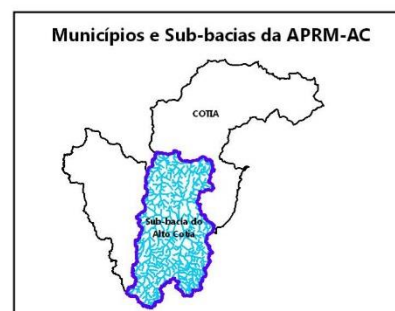 Municípios e Sub-bacias da APRM-AC
COTIA
Sub-bacia do
Alto Cotia